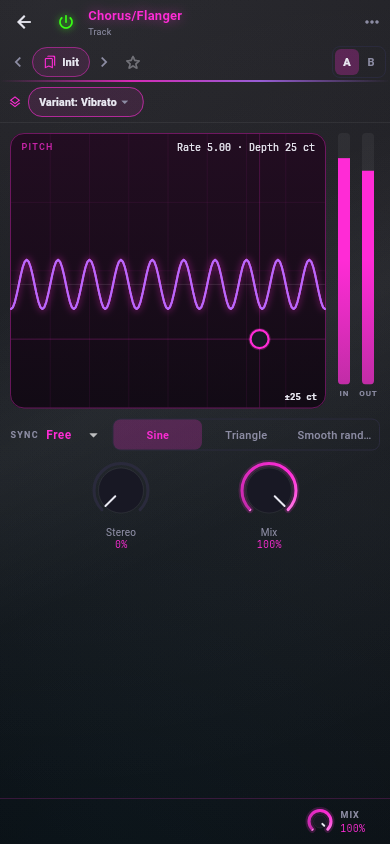 Chorus/Flanger
Track
Init
A
B
Variant: Vibrato
PITCH
Rate 5.00 · Depth 25 ct
±25 ct
IN
OUT
SYNC
Free
Sine
Triangle
Smooth rand…
Stereo
0%
Mix
100%
MIX
100%